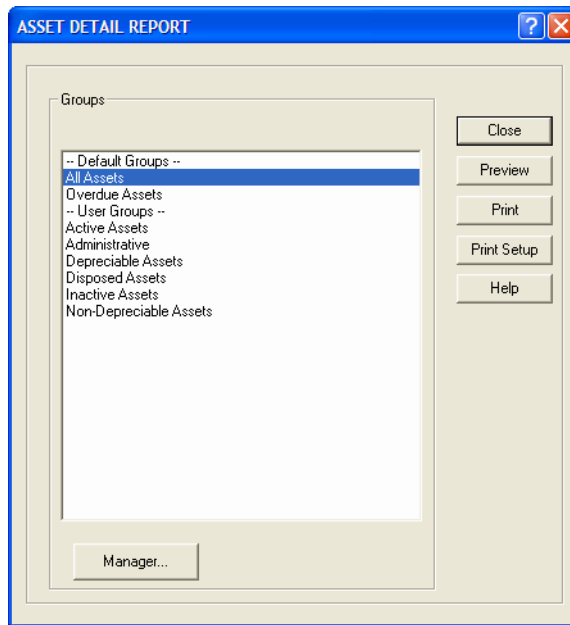 ASSET DETAIL REPORT
Groups
-- Default Groups --
All Assets
Overdue Assets
-- User Groups --
Active Assets
Administrative
Depreciable Assets
Disposed Assets
Inactive Assets
Non-Depreciable Assets
Manager...
Close
Preview
Print
Print Setup
Help